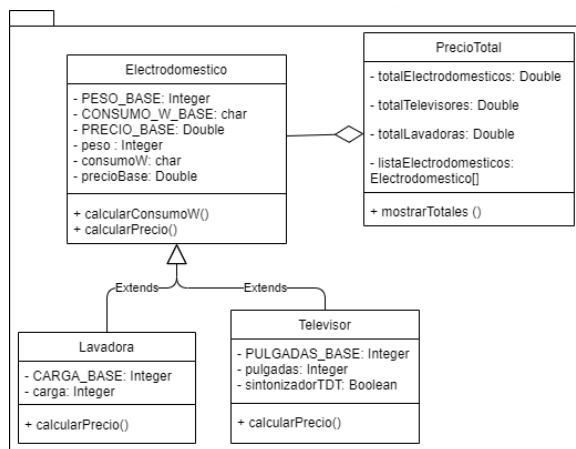 Electrodomestico
- PESO_BASE: Integer
- CONSUMO_W_BASE: char
- PRECIO_BASE: Double
- peso : Integer
- consumoW: char
- precioBase: Double
+ calcularConsumoW()
+ calcularPrecio()
PrecioTotal
- totalElectrodomesticos: Double
- totalTelevisores: Double
- totalLavadoras: Double
- listaElectrodomesticos:
Electrodomestico[]
+ mostrarTotales ()
Extends
Extends
Lavadora
- CARGA_BASE: Integer
- carga: Integer
+ calcularPrecio()
Televisor
- PULGADAS_BASE: Integer
- pulgadas: Integer
- sintonizadorTDT: Boolean
+ calcularPrecio()